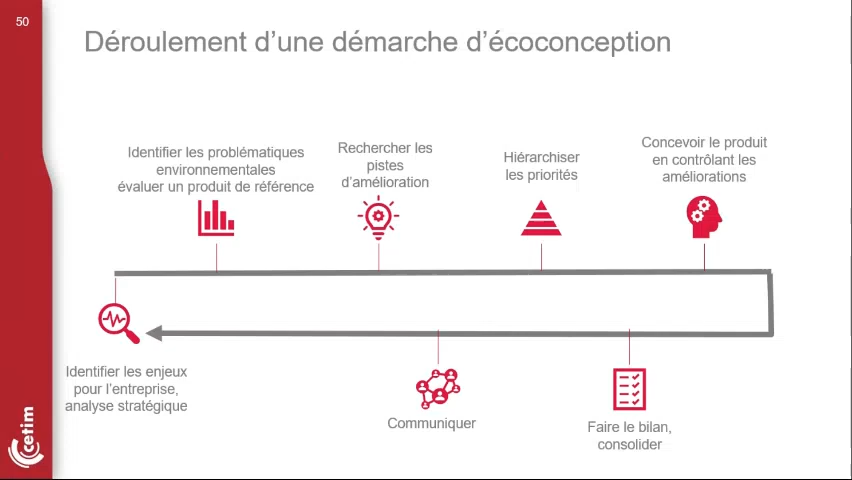 50
Déroulement d’une démarche d’écoconception
Identifier les problématiques
environnementales
évaluer un produit de référence
Rechercher les
pistes
d’amélioration
Hiérarchiser
les priorités
Concevoir le produit
en contrôlant les
améliorations
Identifier les enjeux
pour l’entreprise,
analyse stratégique
Communiquer
Faire le bilan,
consolider
cetim